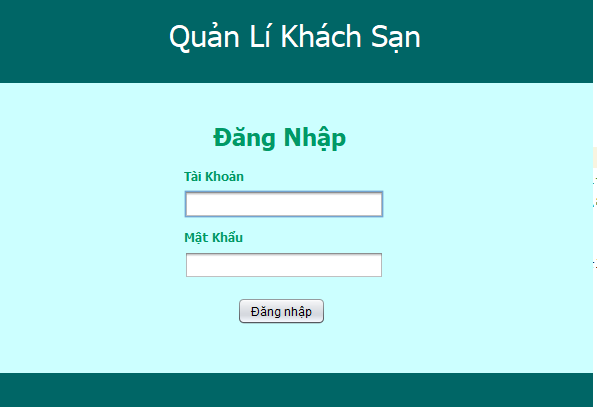 Quản Lí Khách Sạn
Đăng Nhập
Tài Khoản
Mật Khẩu
Đăng nhập